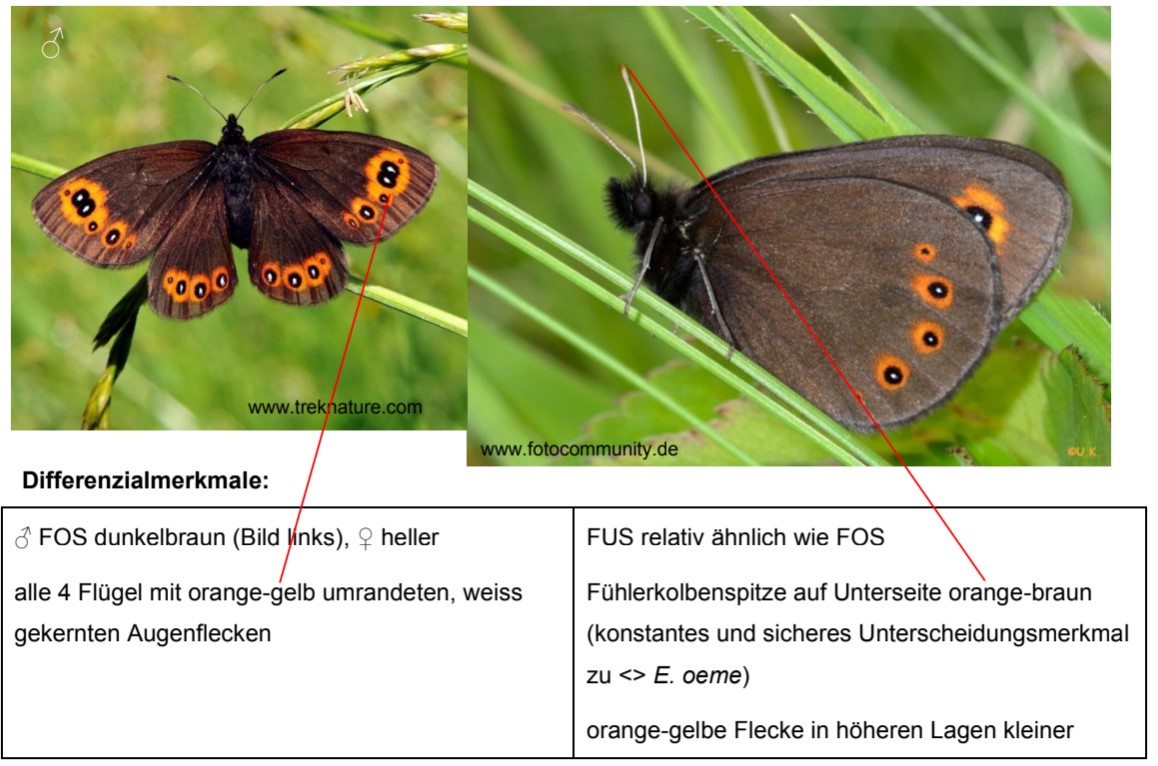 ♂
www.treknature.com
www.fotocommunity.de
©U.K.
Differenzialmerkmale:
♂ FOS dunkelbraun (Bild links), ♀ heller
alle 4 Flügel mit orange-gelb umrandeten, weiss
gekernten Augenflecken
FUS relativ ähnlich wie FOS
Fühlerkolbenspitze auf Unterseite orange-braun
(konstantes und sicheres Unterscheidungsmerkmal
zu <> E. oeme)
orange-gelbe Flecke in höheren Lagen kleiner